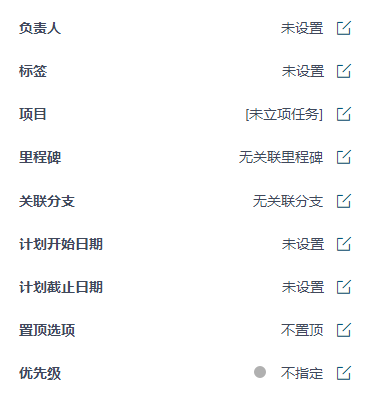 负责人 未设置
标签 未设置
项目 [未立项任务]
里程碑 无关联里程碑
关联分支 无关联分支
计划开始日期 未设置
计划截止日期 未设置
置顶选项 不置顶
优先级 不指定